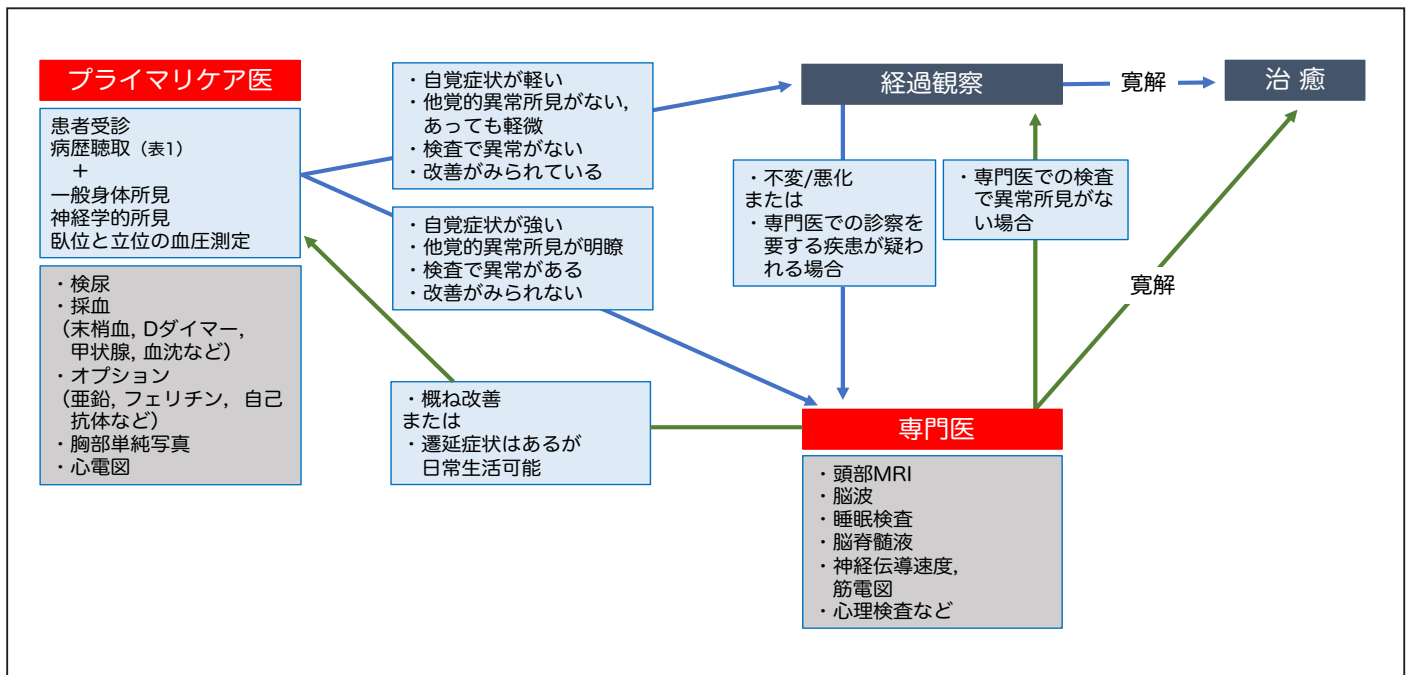 プライマリケア医
患者受診
病歴聴取（表1）
＋
一般身体所見
神経学的所見
臥位と立位の血圧測定
・検尿
・採血
（末梢血, Dダイマー,
甲状腺, 血沈など）
・オプション
（亜鉛, フェリチン, 自己
抗体など）
・胸部単純写真
・心電図
・自覚症状が軽い
・他覚的異常所見がない,
あっても軽微
・検査で異常がない
・改善がみられている
・自覚症状が強い
・他覚的異常所見が明瞭
・検査で異常がある
・改善がみられない
・概ね改善
または
・遷延症状はあるが
日常生活可能
経過観察
寛解
治 癒
・不変/悪化
または
・専門医での診察を
要する疾患が疑わ
れる場合
・専門医での検査
で異常所見がな
い場合
寛解
専門医
・頭部MRI
・脳波
・睡眠検査
・脳脊髄液
・神経伝導速度,
筋電図
・心理検査など